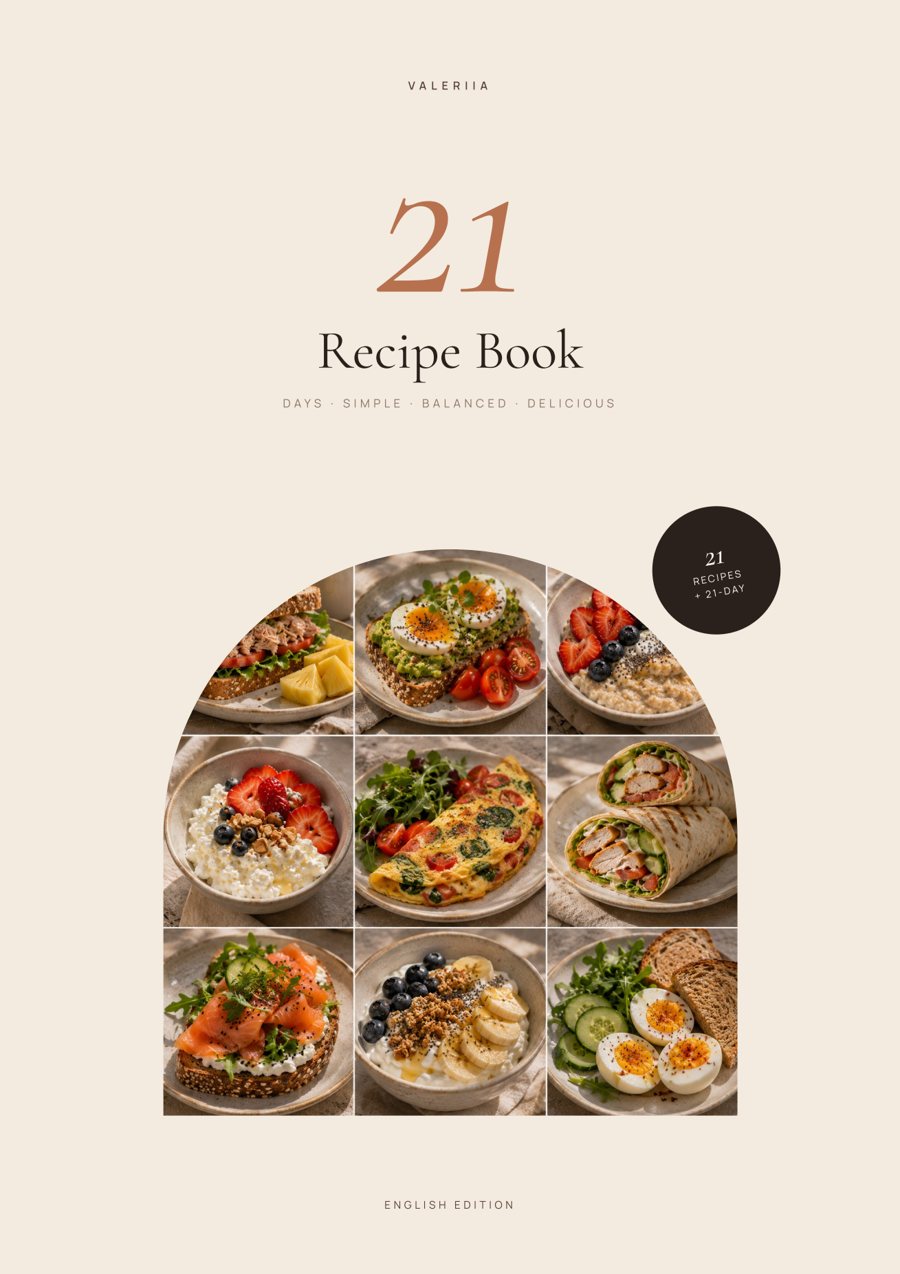 VALERIIA
21
Recipe Book
DAYS · SIMPLE · BALANCED · DELICIOUS
21
RECIPES
+ 21-DAY
ENGLISH EDITION